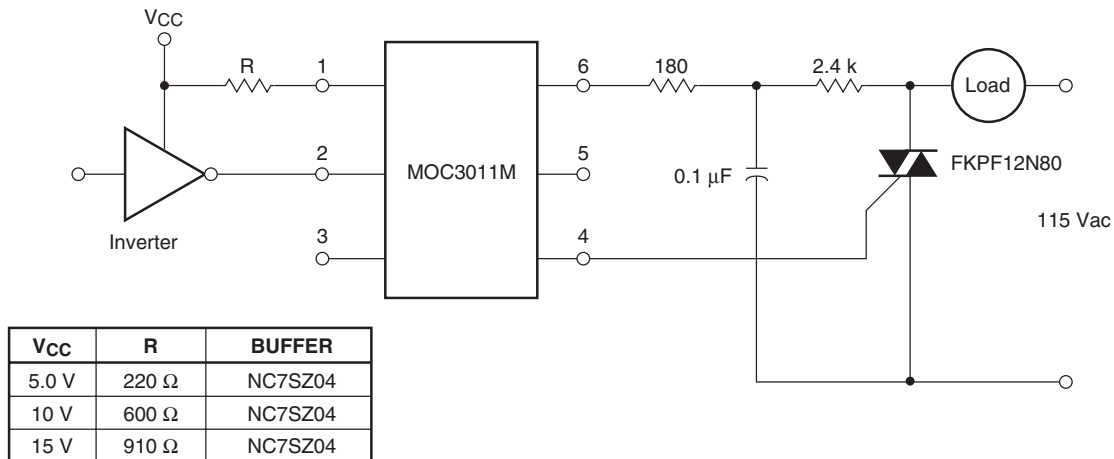 VCC
R
1
6
180
2.4 k
Load
2
MOC3011M
5
0.1 μF
FKPF12N80
115 Vac
Inverter
3
4
VCC R BUFFER
5.0 V 220 Ω NC7SZ04
10 V 600 Ω NC7SZ04
15 V 910 Ω NC7SZ04